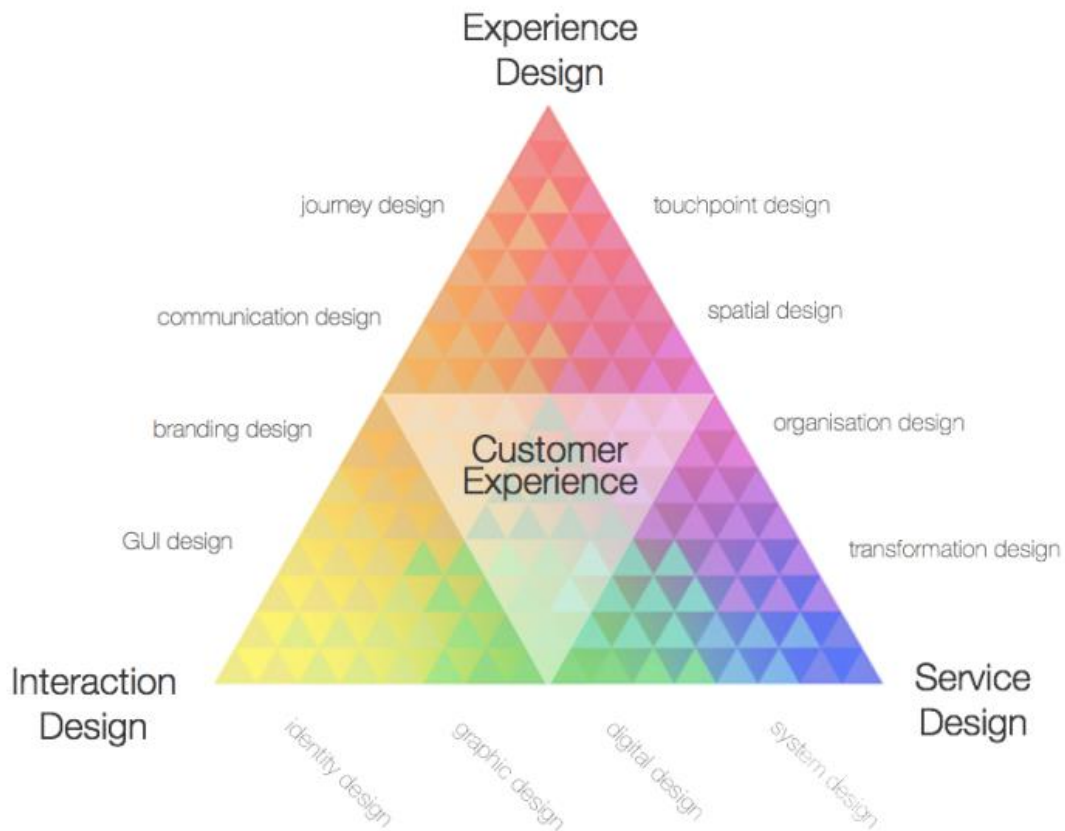 Experience
Design
journey design
touchpoint design
communication design
spatial design
branding design
organisation design
Customer
Experience
GUI design
transformation design
Interaction
Design
Service
Design
identity design
graphic design
digital design
system design